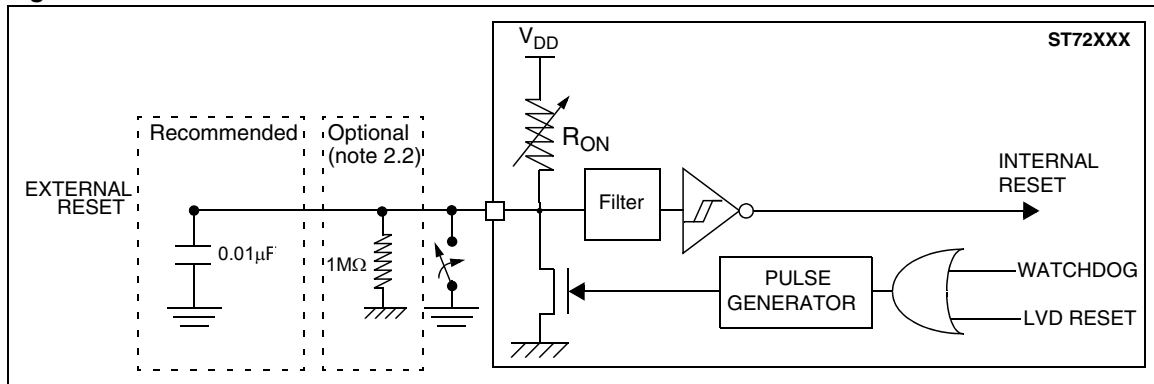 V_DD
ST72XXX
Recommended
Optional
(note 2.2)
R_ON
EXTERNAL
RESET
Filter
INTERNAL
RESET
0.01μF
1MΩ
PULSE
GENERATOR
WATCHDOG
LVD RESET